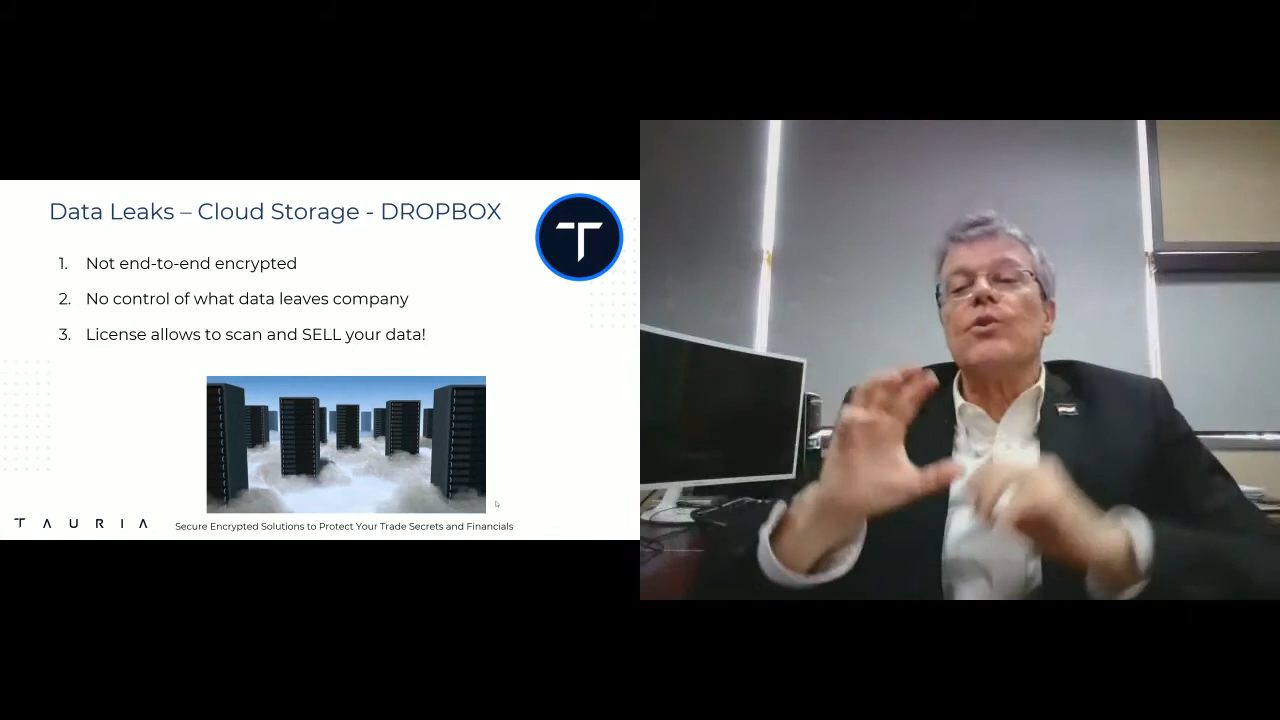 Data Leaks – Cloud Storage - DROPBOX
T
1. Not end-to-end encrypted
2. No control of what data leaves company
3. License allows to scan and SELL your data!
TAURIA
Secure Encrypted Solutions to Protect Your Trade Secrets and Financials